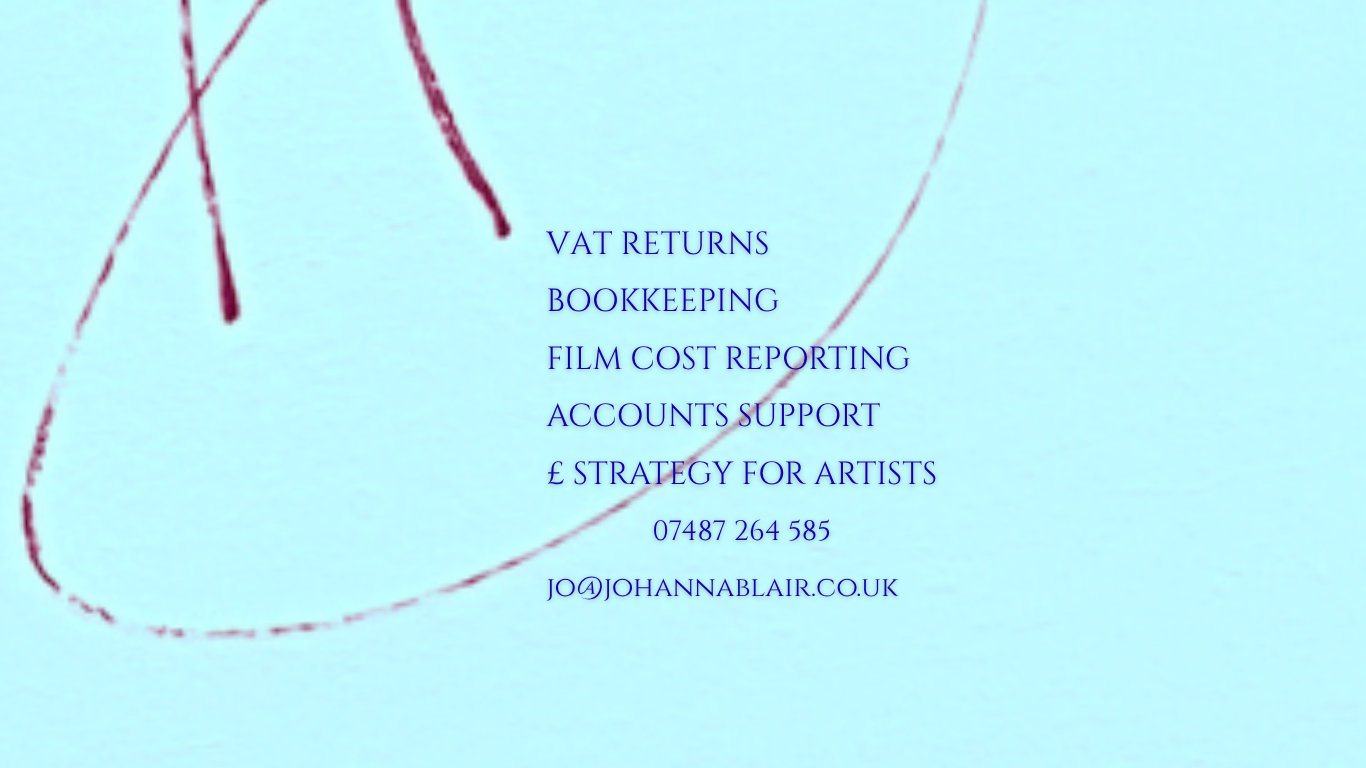 VAT RETURNS
BOOKKEEPING
FILM COST REPORTING
ACCOUNTS SUPPORT
£ STRATEGY FOR ARTISTS
07487 264 585
JO@JOHANNABLAIR.CO.UK